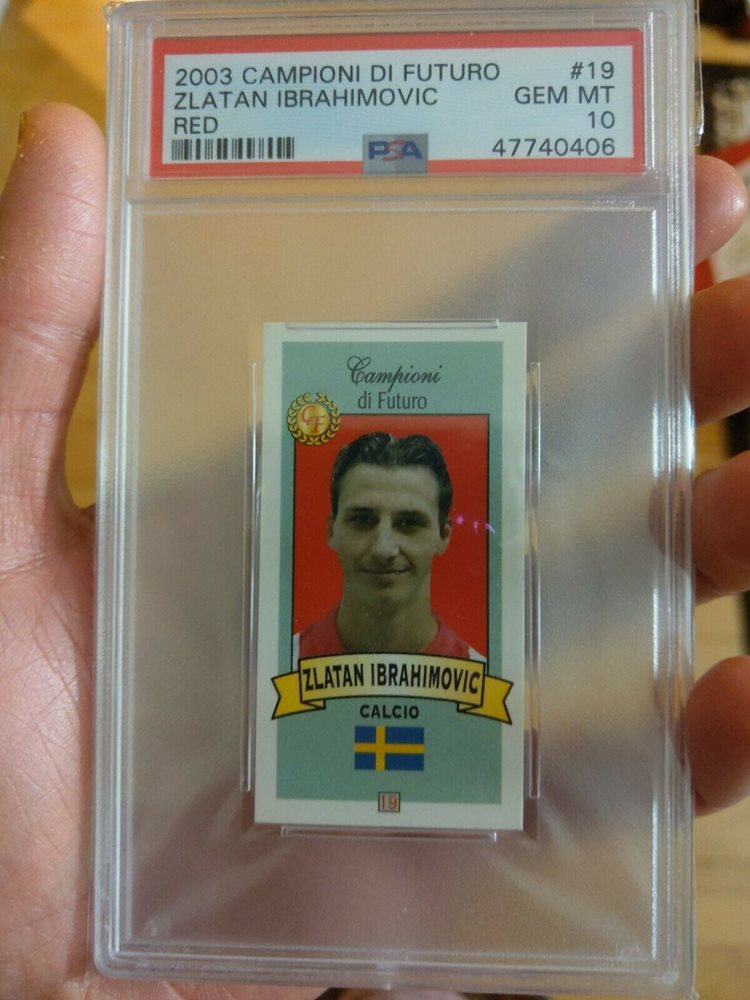 2003 CAMPIONI DI FUTURO #19
ZLATAN IBRAHIMOVIC GEM MT
RED 10
PSA 47740406
Campioni
di Futuro
CF
ZLATAN IBRAHIMOVIC
CALCIO
19